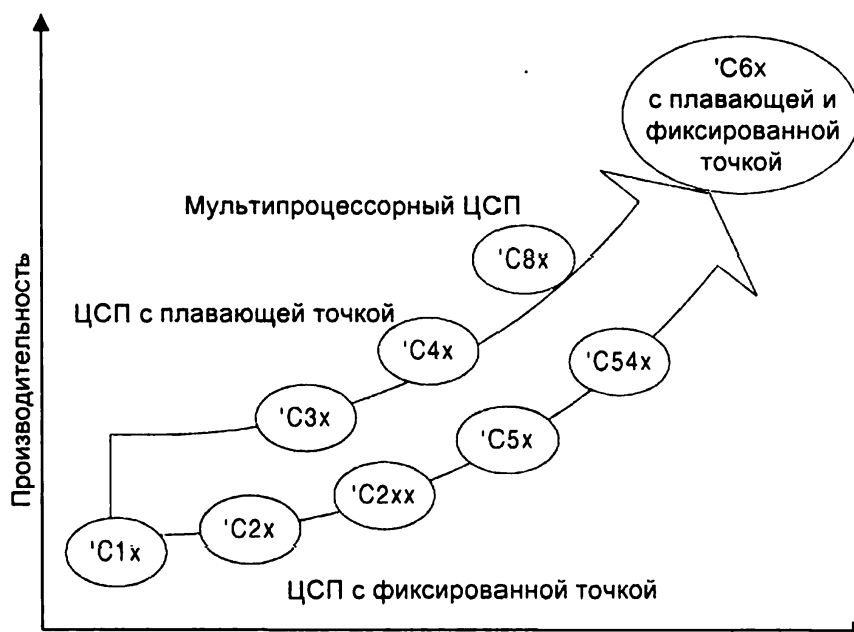 'C6x
с плавающей и
фиксированной
точкой
Мультипроцессорный ЦСП
'C8x
ЦСП с плавающей точкой
'C4x
'C54x
'C3x
'C5x
'C2xx
'C2x
'C1x
ЦСП с фиксированной точкой
Производительность